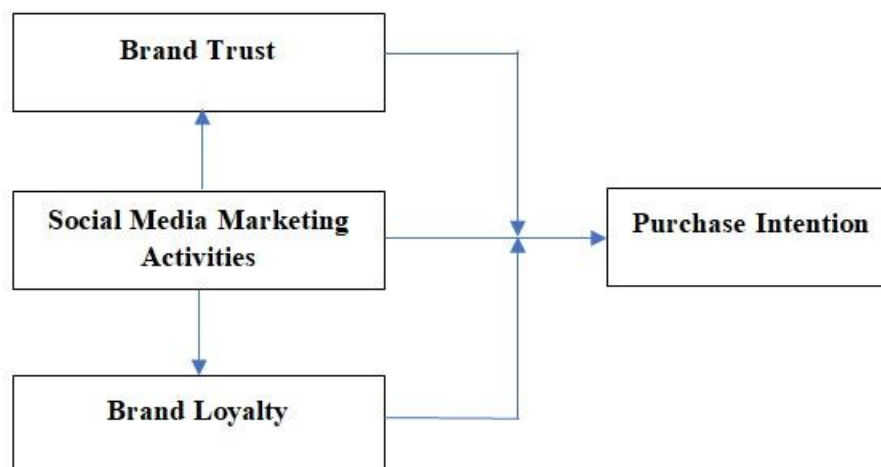 Brand Trust
Social Media Marketing
Activities
Purchase Intention
Brand Loyalty